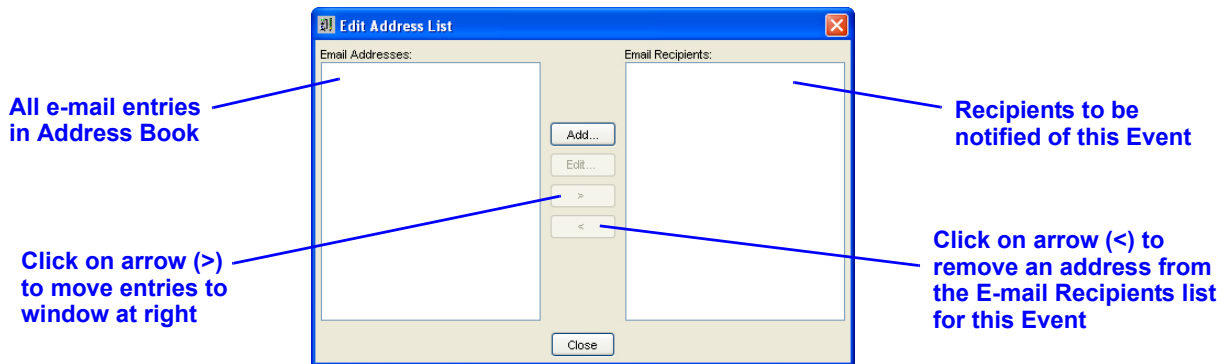 Edit Address List
Email Addresses:
Email Recipients:
All e-mail entries
in Address Book
Recipients to be
notified of this Event
Add...
Edit...
>
<
Click on arrow (>)
to move entries to
window at right
Click on arrow (<) to
remove an address from
the E-mail Recipients list
for this Event
Close